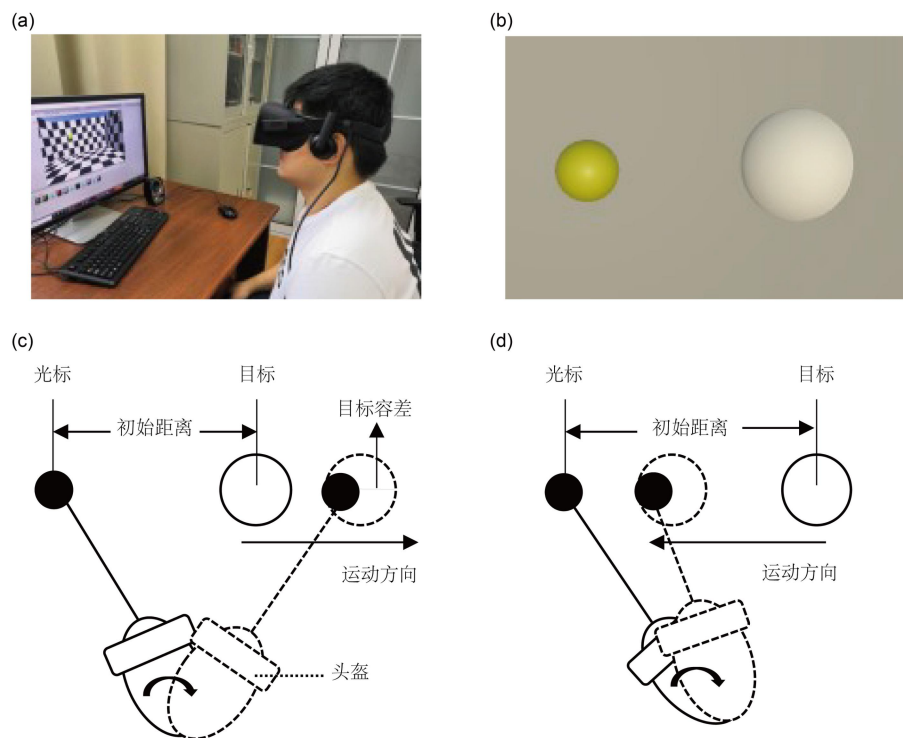 (a)
(b)
(c)
(d)
光标
目标
目标容差
初始距离
运动方向
头盔
光标
目标
初始距离
运动方向